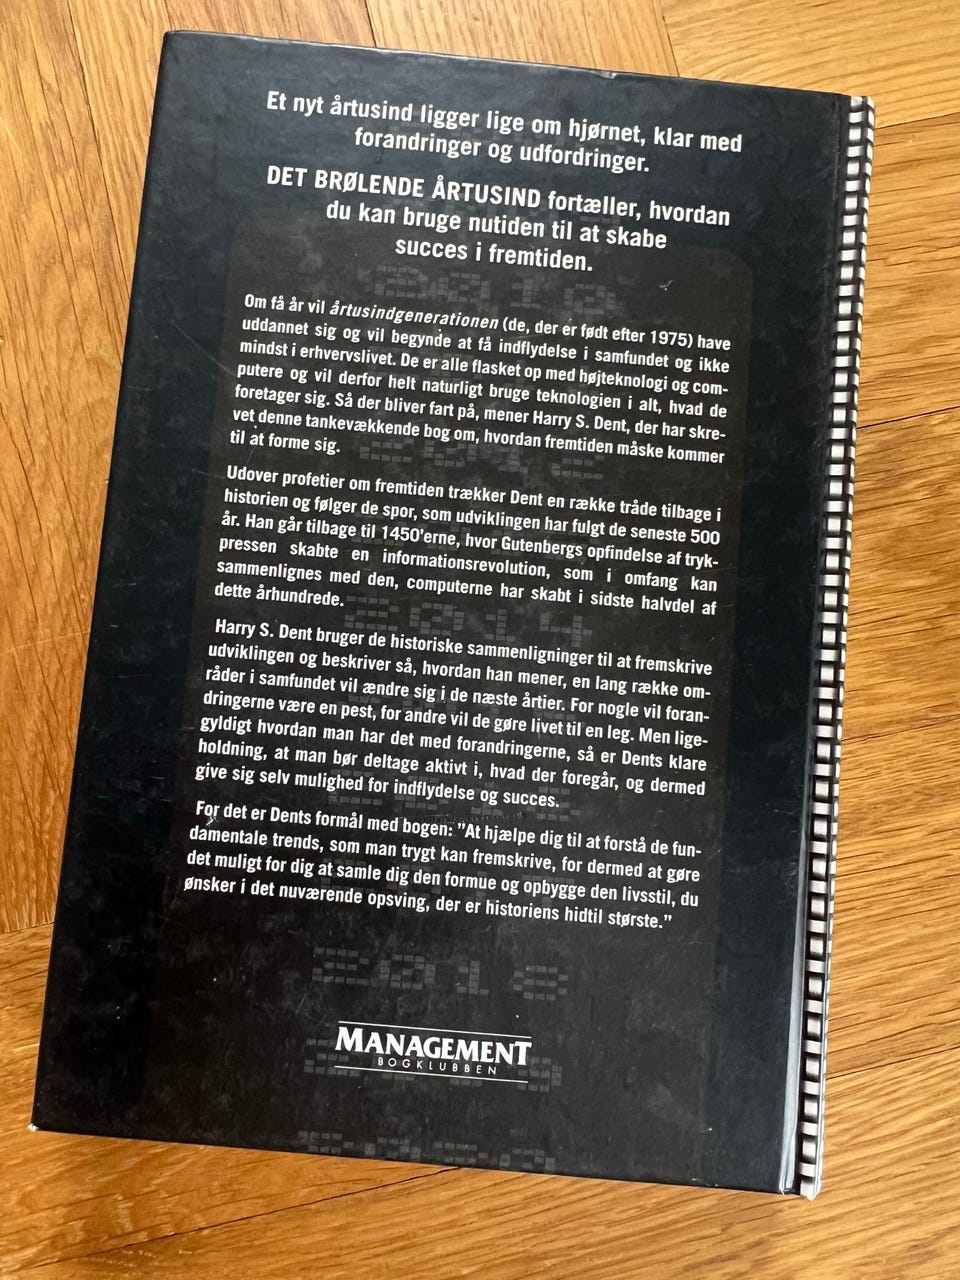 Et nyt årtusind ligger lige om hjørnet, klar med
forandringer og udfordringer.
DET BRØLENDE ÅRTUSIND fortæller, hvordan
du kan bruge nutiden til at skabe
succes i fremtiden.
Om få år vil årtusindgenerationen (de, der er født efter 1975) have
uddannet sig og vil begynde at få indflydelse i samfundet og ikke
mindst i erhvervslivet. De er alle flasket op med højteknologi og com-
putere og vil derfor helt naturligt bruge teknologien i alt, hvad de
foretager sig. Så der bliver fart på, mener Harry S. Dent, der har skre-
vet denne tankevækkende bog om, hvordan fremtiden måske kommer
til at forme sig.
Udover profetier om fremtiden trækker Dent en række tråde tilbage i
historien og følger de spor, som udviklingen har fulgt de seneste 500
år. Han går tilbage til 1450'erne, hvor Gutenbergs opfindelse af tryk-
pressen skabte en informationsrevolution, som i omfang kan
sammenlignes med den, computerne har skabt i sidste halvdel af
dette århundrede.
Harry S. Dent bruger de historiske sammenligninger til at fremskrive
udviklingen og beskriver så, hvordan han mener, en lang række om-
råder i samfundet vil ændre sig i de næste årtier. For nogle vil foran-
dringerne være en pest, for andre vil de gøre livet til en leg. Men lige-
gyldigt hvordan man har det med forandringerne, så er Dents klare
holdning, at man bør deltage aktivt i, hvad der foregår, og dermed
give sig selv mulighed for indflydelse og succes.
For det er Dents formål med bogen: "At hjælpe dig til at forstå de fun-
damentale trends, som man trygt kan fremskrive, for dermed at gøre
det muligt for dig at samle dig den formue og opbygge den livsstil, du
ønsker i det nuværende opsving, der er historiens hidtil største."
2018
MANAGEMENT
BOGKLUBBEN